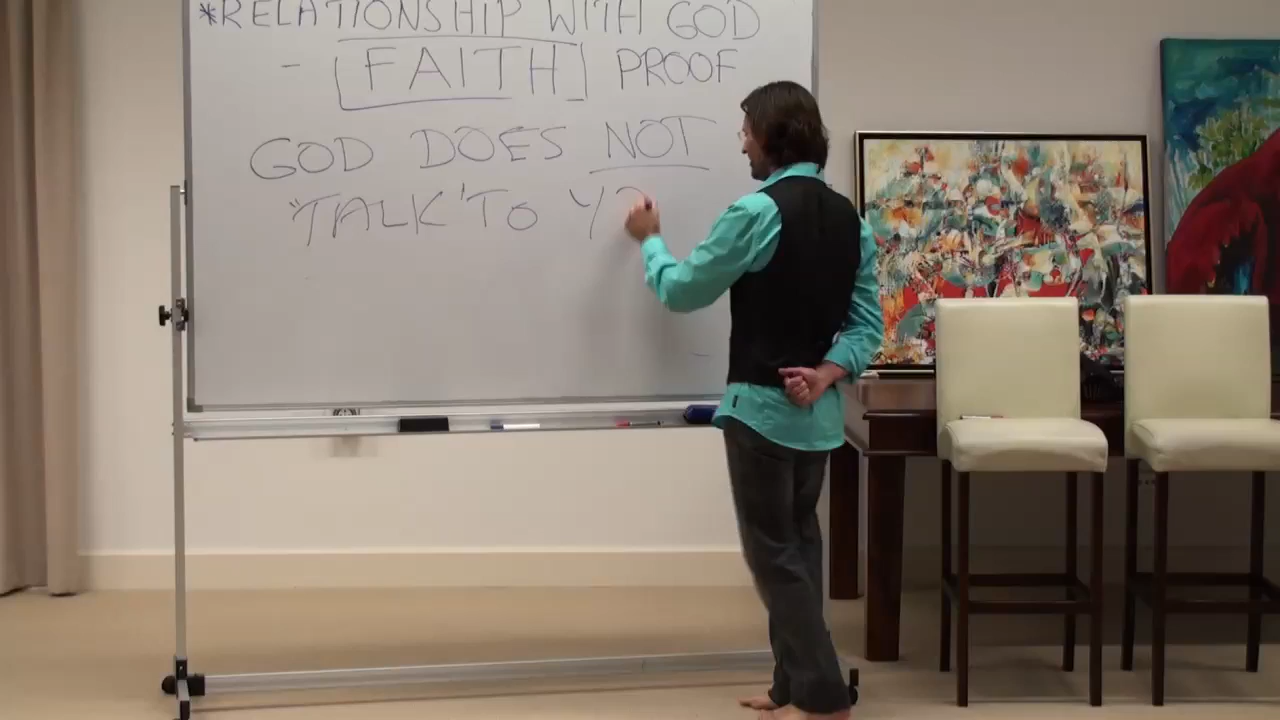 *RELATIONSHIP WITH GOD
- FAITH PROOF
GOD DOES NOT
"TALK" TO